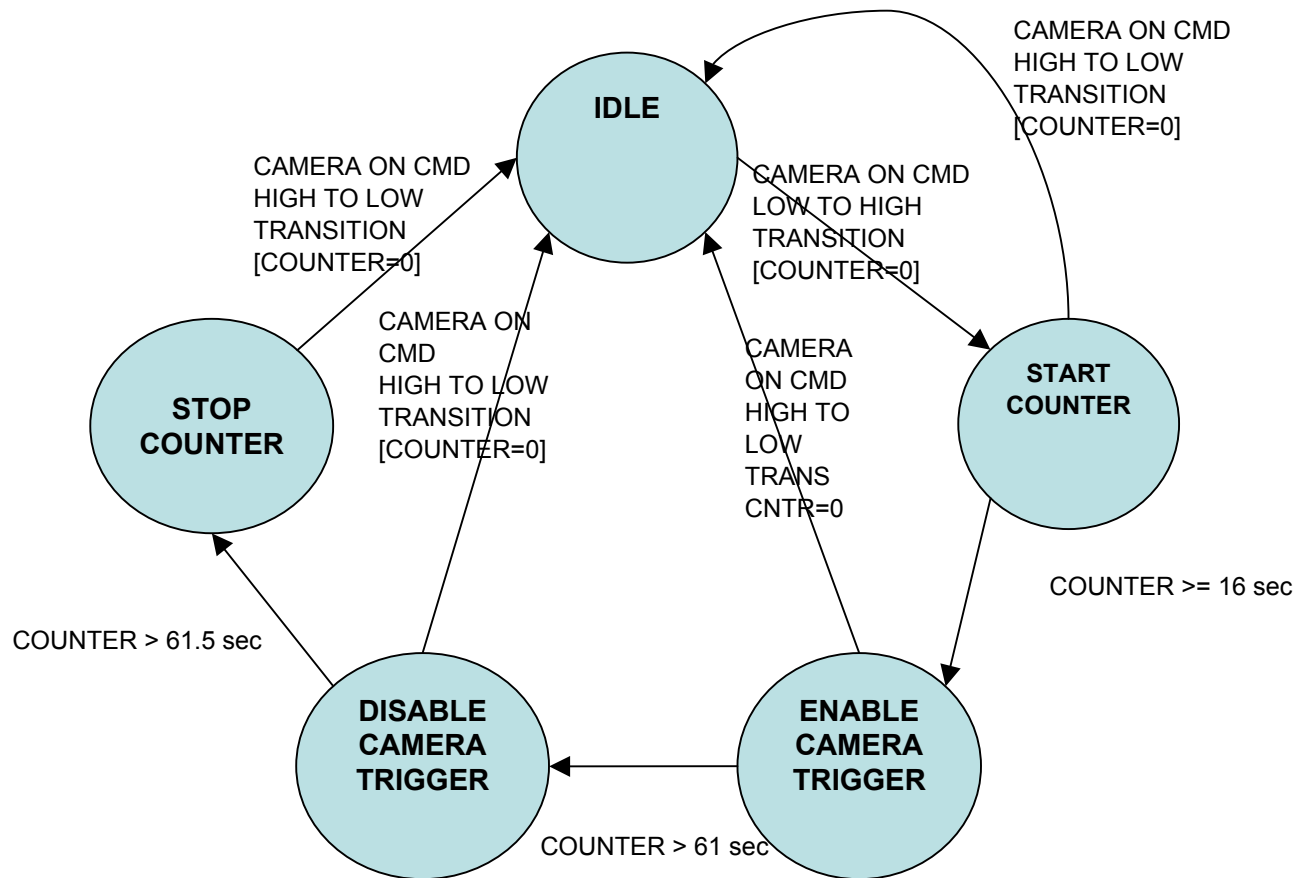 CAMERA ON CMD
HIGH TO LOW
TRANSITION
[COUNTER=0]
IDLE
CAMERA ON CMD
HIGH TO LOW
TRANSITION
[COUNTER=0]
CAMERA ON CMD
LOW TO HIGH
TRANSITION
[COUNTER=0]
CAMERA ON
CMD
HIGH TO LOW
TRANSITION
[COUNTER=0]
CAMERA
ON CMD
HIGH TO
LOW
TRANS
CNTR=0
START
COUNTER
STOP
COUNTER
COUNTER >= 16 sec
COUNTER > 61.5 sec
DISABLE
CAMERA
TRIGGER
ENABLE
CAMERA
TRIGGER
COUNTER > 61 sec